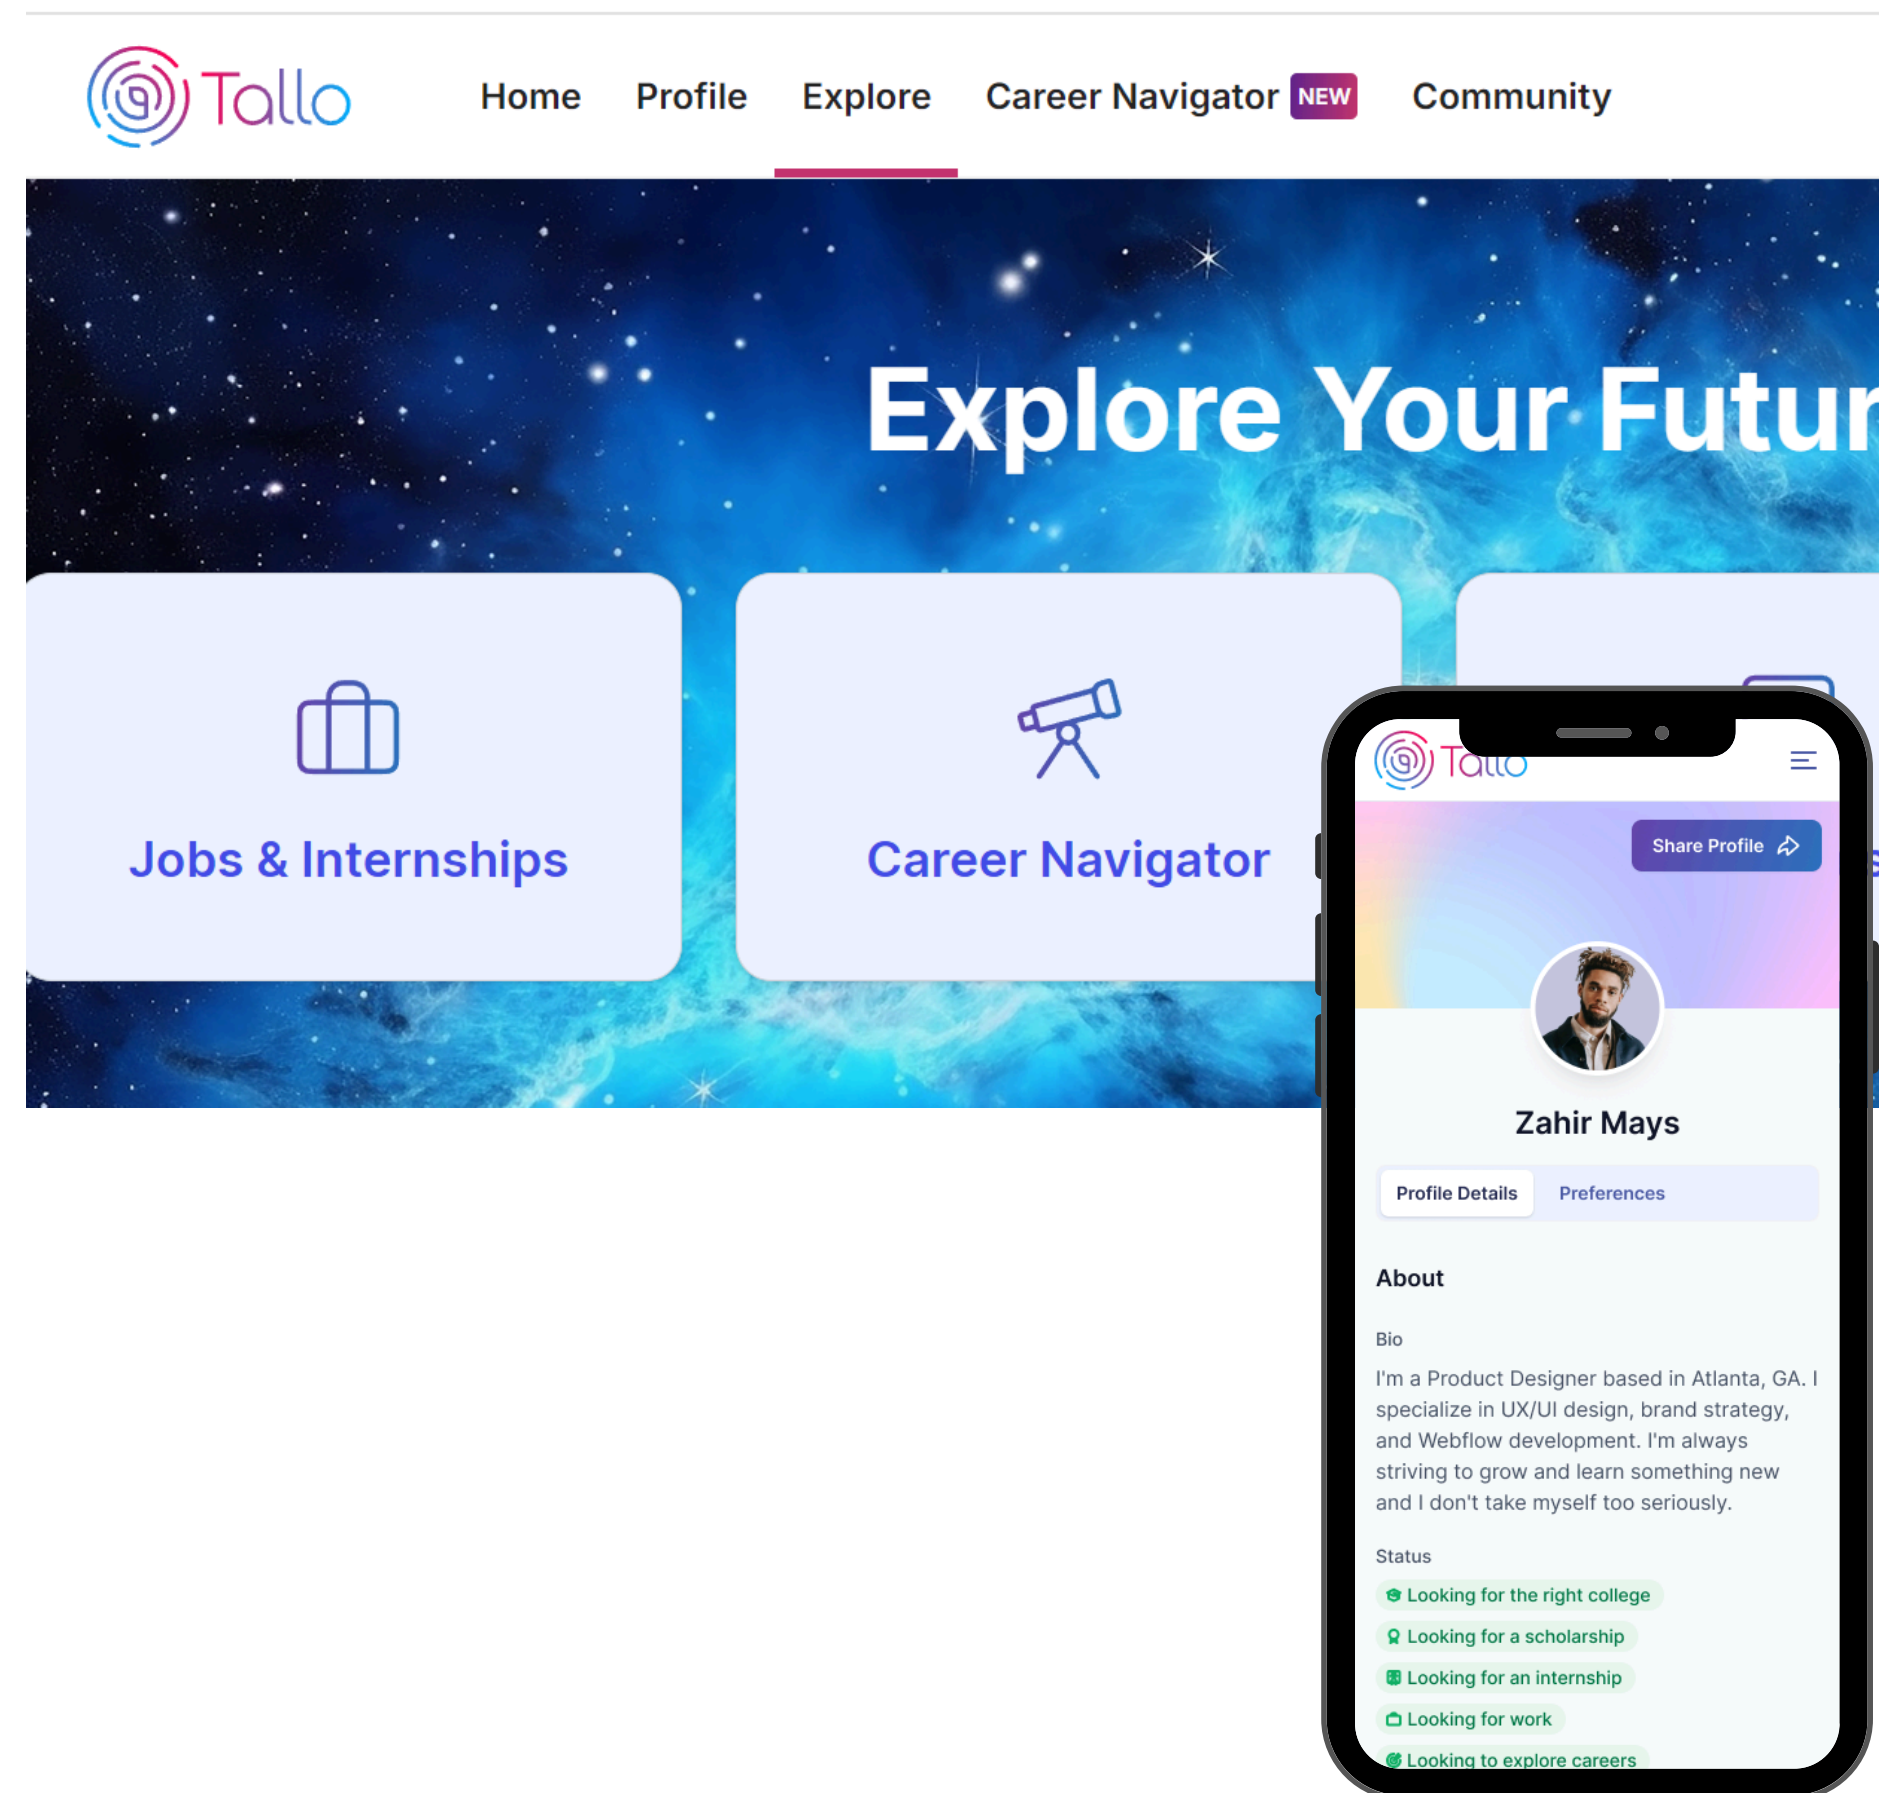 Tallo
Home
Profile
Explore
Career Navigator NEW
Community
Explore Your Futur
Jobs & Internships
Career Navigator
s
Tallo
Share Profile
Zahir Mays
Profile Details
Preferences
About
Bio
I'm a Product Designer based in Atlanta, GA. I
specialize in UX/UI design, brand strategy,
and Webflow development. I'm always
striving to grow and learn something new
and I don't take myself too seriously.
Status
Looking for the right college
Looking for a scholarship
Looking for an internship
Looking for work
Looking to explore careers